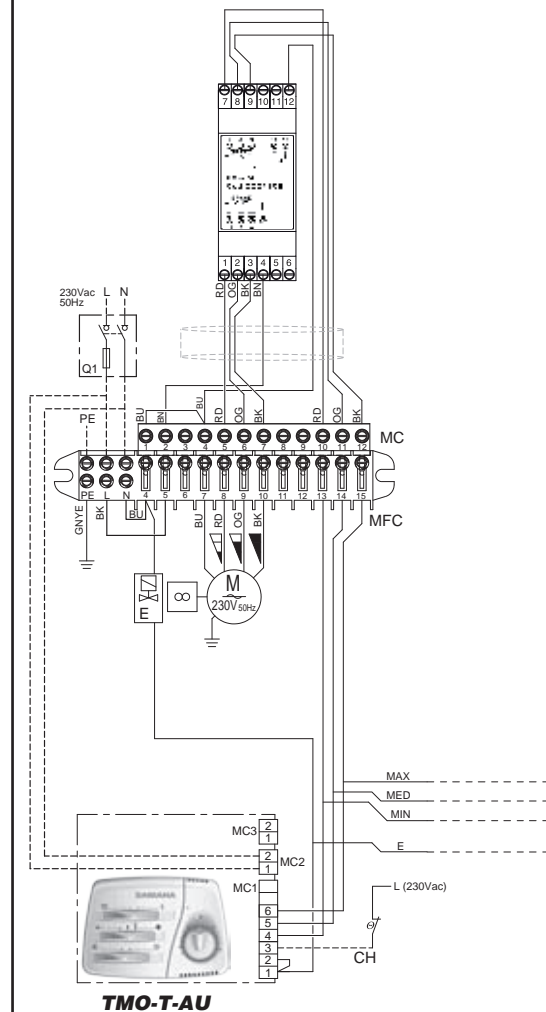 7 8 9 10 11 12
1 2 3 4 5 6
RD OG BK BN
230Vac L N
50Hz
Q1
PE
BU BN BU RD OG BK RD OG BK
1 2 3 4 5 6 7 8 9 10 11 12
MC
PE L N 4 5 6 7 8 9 10 11 12 13 14 15
MFC
GNYE BK BU BU RD OG BK
E
8
M
230V 50Hz
MAX
MED
MIN
E
MC3
2
1
MC2
2
1
MC1
6
5
4
3
2
1
L (230Vac)
CH
SABIANA
TMO-T-AU